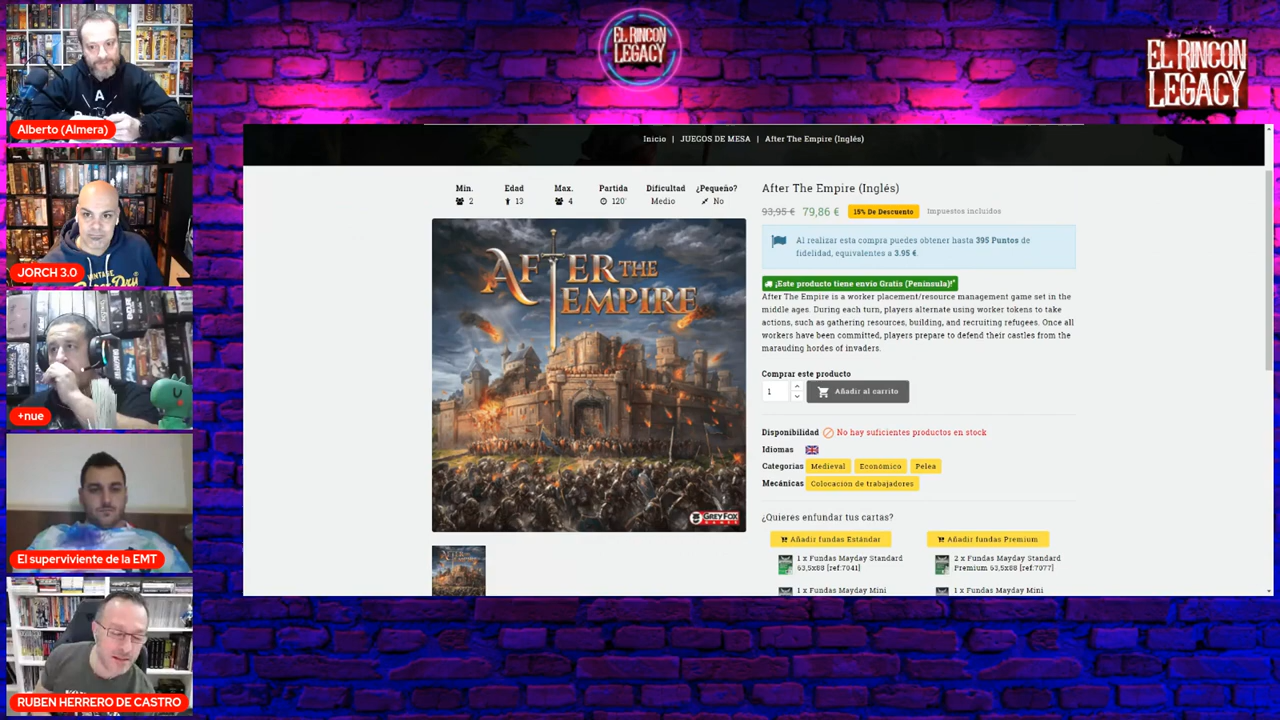 Alberto (Almera)
JORCH 3.0
+nue
El superviviente de la EMT
RUBEN HERRERO DE CASTRO
EL RINCON
LEGACY
EL RINCON
LEGACY
Inicio | JUEGOS DE MESA | After The Empire (Inglés)
Min. Edad Max. Partida Dificultad ¿Pequeño?
2 13 4 120' Medio No
AFTER THE
EMPIRE
GREY FOX
GAMES
After The Empire (Inglés)
93,95 € 79,86 € 15% De Descuento Impuestos incluidos
Al realizar esta compra puedes obtener hasta 395 Puntos de
fidelidad, equivalentes a 3.95 €.
¡Este producto tiene envío Gratis (Península)!*
After The Empire is a worker placement/resource management game set in the
middle ages. During each turn, players alternate using worker tokens to take
actions, such as gathering resources, building, and recruiting refugees. Once all
workers have been committed, players prepare to defend their castles from the
marauding hordes of invaders.
Comprar este producto
1 Añadir al carrito
Disponibilidad No hay suficientes productos en stock
Idiomas
Categorías Medieval Económico Pelea
Mecánicas Colocacion de trabajadores
¿Quieres enfundar tus cartas?
Añadir fundas Estándar Añadir fundas Premium
1 x Fundas Mayday Standard
63,5x88 [ref:7041]
2 x Fundas Mayday Standard
Premium 63,5x88 [ref:7077]
1 x Fundas Mayday Mini
1 x Fundas Mayday Mini